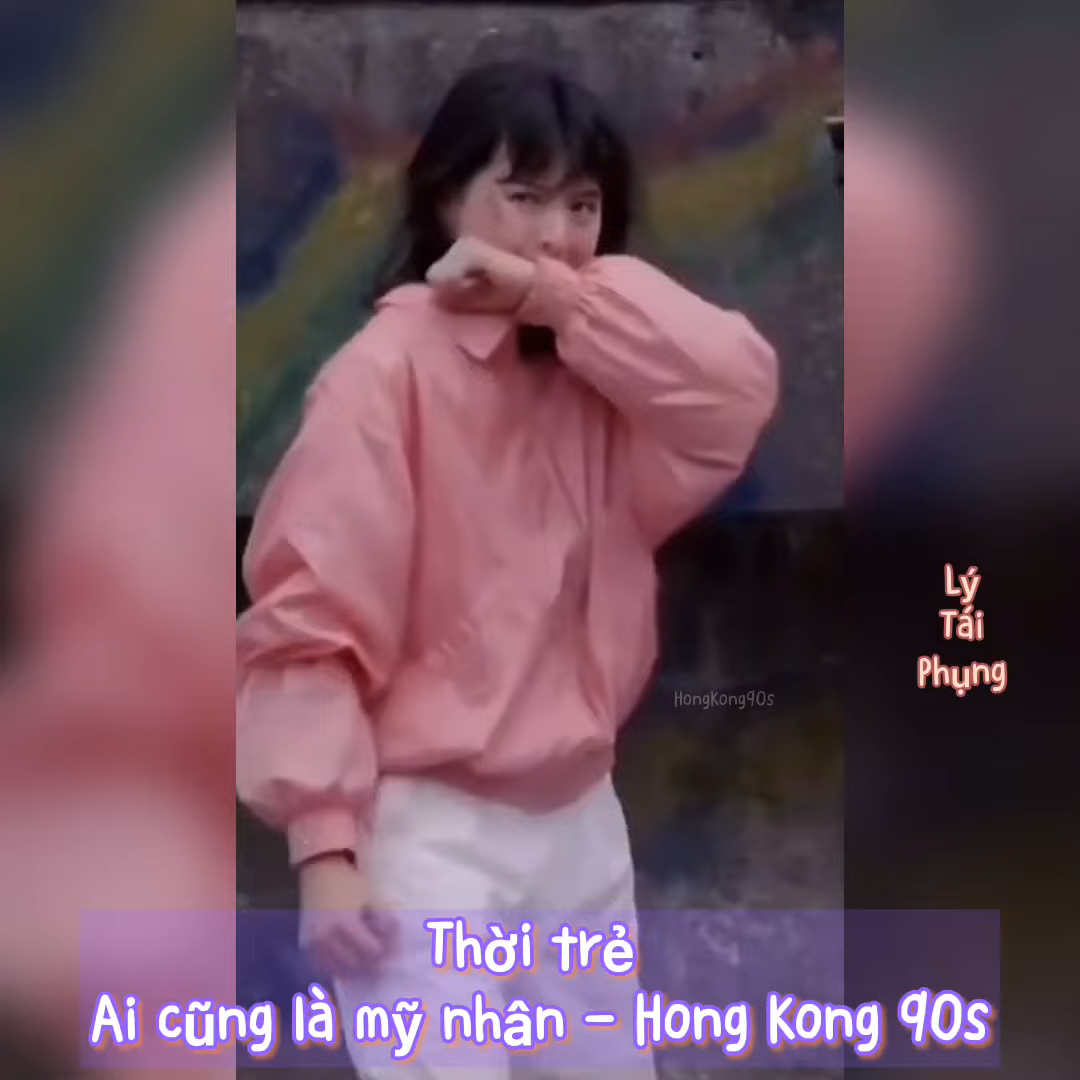 Lý
Tái
Phụng
HongKong90s
Thời trẻ
Ai cũng là mỹ nhân - Hong Kong 90s